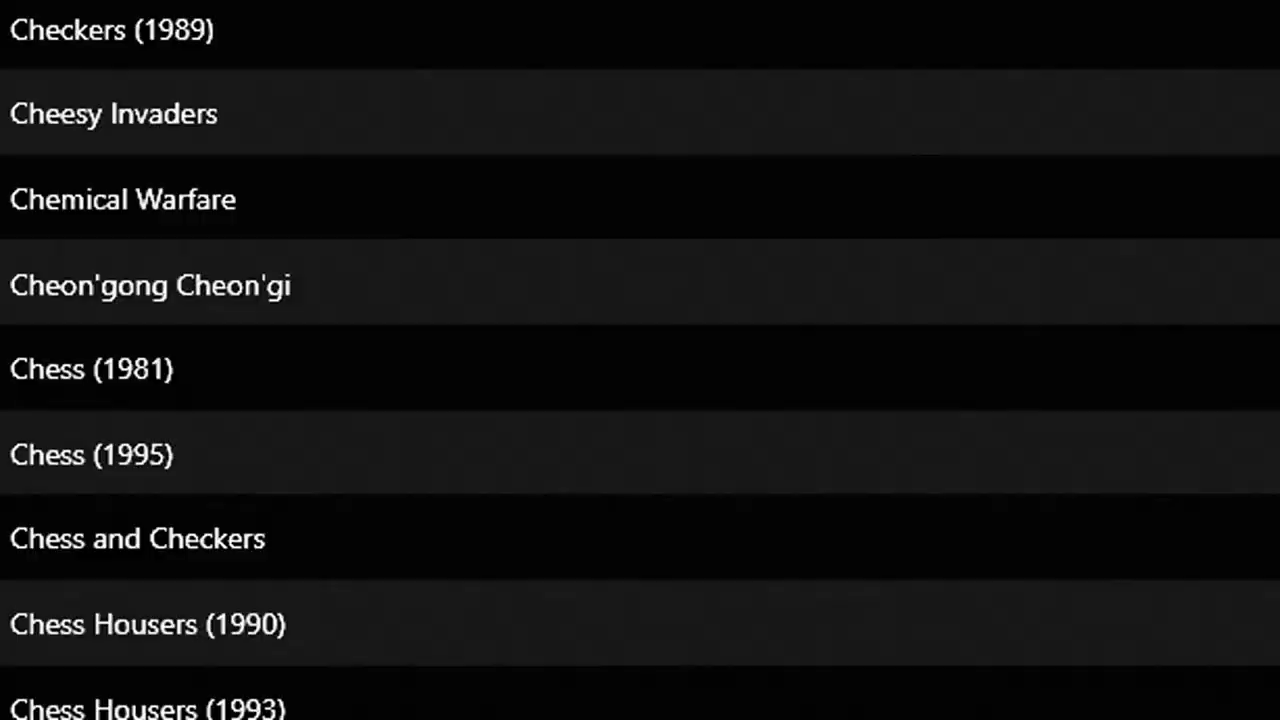 Checkers (1989)
Cheesy Invaders
Chemical Warfare
Cheon'gong Cheon'gi
Chess (1981)
Chess (1995)
Chess and Checkers
Chess Housers (1990)
Chess Housers (1993)